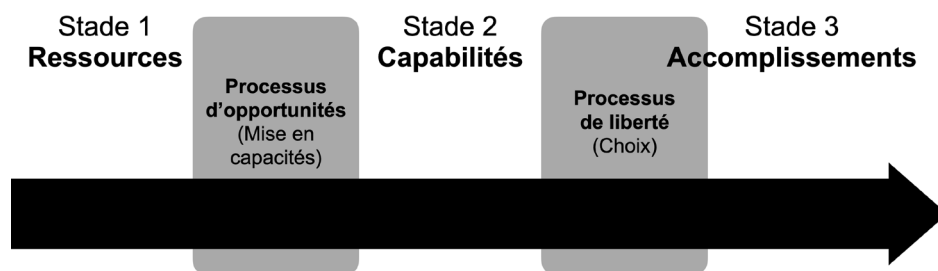 Stade 1
Ressources
Processus
d'opportunités
(Mise en
capacités)
Stade 2
Capabilités
Processus
de liberté
(Choix)
Stade 3
Accomplissements